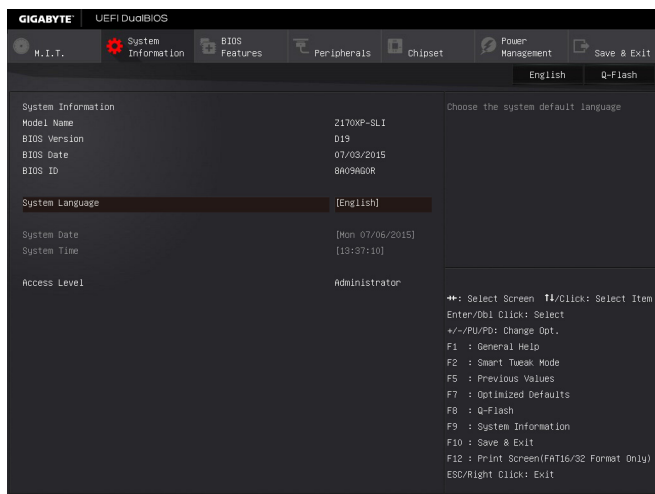 GIGABYTE™ UEFI DualBIOS
M.I.T. System Information BIOS Features Peripherals Chipset Power Management Save & Exit
English Q-Flash
System Information
Model Name Z170XP-SLI
BIOS Version D19
BIOS Date 07/03/2015
BIOS ID 8A09AG0R
System Language [English]
System Date [Mon 07/06/2015]
System Time [13:37:10]
Access Level Administrator
Choose the system default language
→←: Select Screen ↑↓/Click: Select Item
Enter/Dbl Click: Select
+/-/PU/PD: Change Opt.
F1 : General Help
F2 : Smart Tweak Mode
F5 : Previous Values
F7 : Optimized Defaults
F8 : Q-Flash
F9 : System Information
F10 : Save & Exit
F12 : Print Screen(FAT16/32 Format Only)
ESC/Right Click: Exit